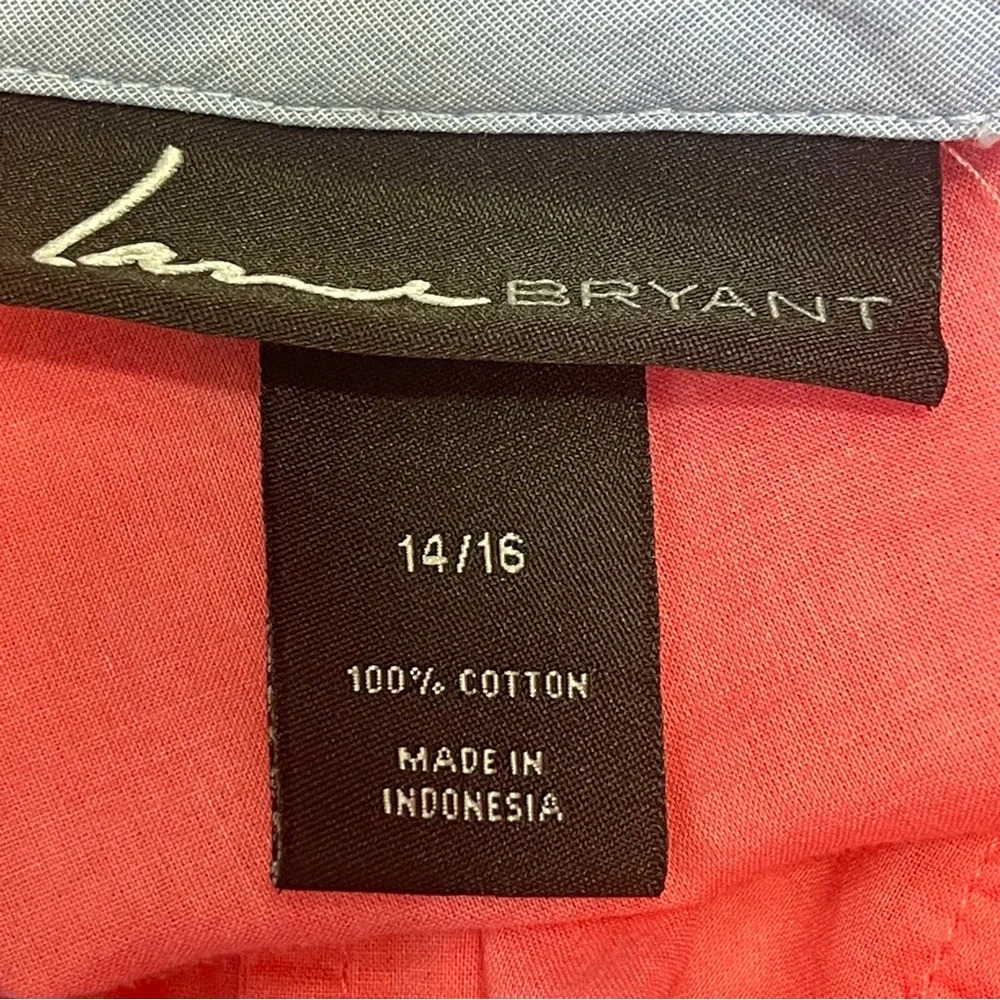 Lane BRYANT
14/16
100% COTTON
MADE IN
INDONESIA